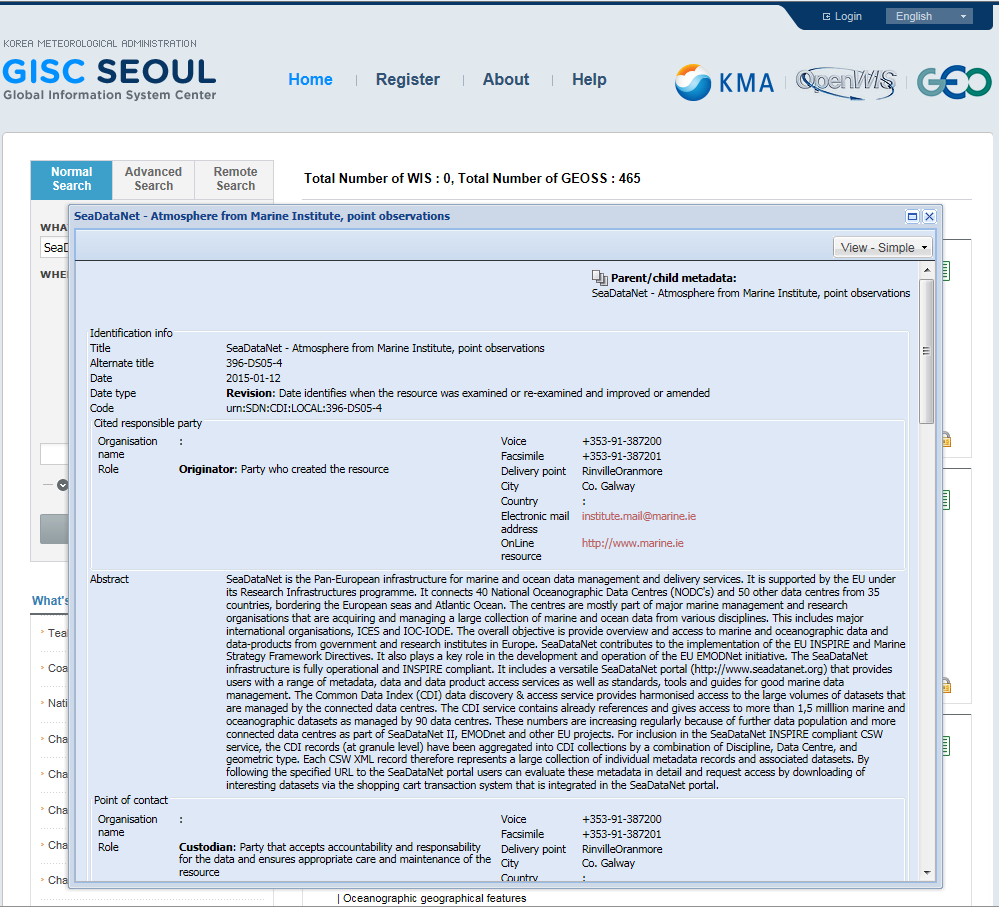 Login
English
KOREA METEOROLOGICAL ADMINISTRATION
GISC SEOUL
Global Information System Center
Home | Register | About | Help
KMA
OpenWIS
GEO
Normal Search
Advanced Search
Remote Search
Total Number of WIS : 0, Total Number of GEOSS : 465
WHA
SeaD
WHE
SeaDataNet - Atmosphere from Marine Institute, point observations
View - Simple
Parent/child metadata:
SeaDataNet - Atmosphere from Marine Institute, point observations
Identification info
Title SeaDataNet - Atmosphere from Marine Institute, point observations
Alternate title 396-DS05-4
Date 2015-01-12
Date type Revision: Date identifies when the resource was examined or re-examined and improved or amended
Code urn:SDN:CDI:LOCAL:396-DS05-4
Cited responsible party
Organisation name :
Role Originator: Party who created the resource
Voice +353-91-387200
Facsimile +353-91-387201
Delivery point RinvilleOranmore
City Co. Galway
Country :
Electronic mail address institute.mail@marine.ie
OnLine resource http://www.marine.ie
Abstract SeaDataNet is the Pan-European infrastructure for marine and ocean data management and delivery services. It is supported by the EU under
its Research Infrastructures programme. It connects 40 National Oceanographic Data Centres (NODC's) and 50 other data centres from 35
countries, bordering the European seas and Atlantic Ocean. The centres are mostly part of major marine management and research
organisations that are acquiring and managing a large collection of marine and ocean data from various disciplines. This includes major
international organisations, ICES and IOC-IODE. The overall objective is provide overview and access to marine and oceanographic data and
data-products from government and research institutes in Europe. SeaDataNet contributes to the implementation of the EU INSPIRE and Marine
Strategy Framework Directives. It also plays a key role in the development and operation of the EU EMODNet initiative. The SeaDataNet
infrastructure is fully operational and INSPIRE compliant. It includes a versatile SeaDataNet portal (http://www.seadatanet.org) that provides
users with a range of metadata, data and data product access services as well as standards, tools and guides for good marine data
management. The Common Data Index (CDI) data discovery & access service provides harmonised access to the large volumes of datasets that
are managed by the connected data centres. The CDI service contains already references and gives access to more than 1,5 milllion marine and
oceanographic datasets as managed by 90 data centres. These numbers are increasing regularly because of further data population and more
connected data centres as part of SeaDataNet II, EMODnet and other EU projects. For inclusion in the SeaDataNet INSPIRE compliant CSW
service, the CDI records (at granule level) have been aggregated into CDI collections by a combination of Discipline, Data Centre, and
geometric type. Each CSW XML record therefore represents a large collection of individual metadata records and associated datasets. By
following the specified URL to the SeaDataNet portal users can evaluate these metadata in detail and request access by downloading of
interesting datasets via the shopping cart transaction system that is integrated in the SeaDataNet portal.
Point of contact
Organisation name :
Role Custodian: Party that accepts accountability and responsability
for the data and ensures appropriate care and maintenance of the
resource
Voice +353-91-387200
Facsimile +353-91-387201
Delivery point RinvilleOranmore
City Co. Galway
Country :
What's
Tea
Coa
Nati
Cha
Cha
Cha
Cha
Cha
| Oceanographic geographical features